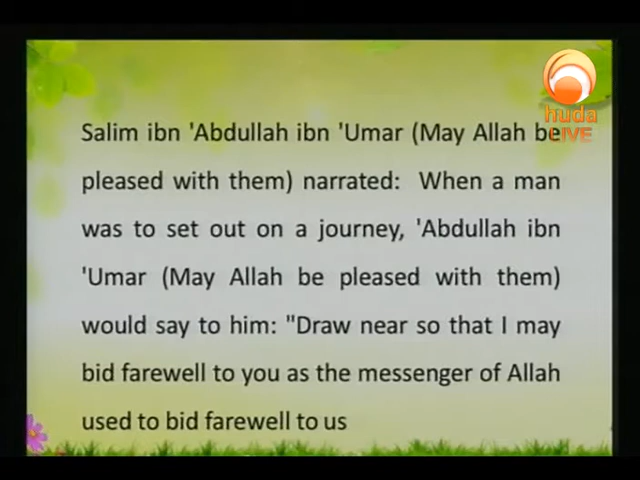 huda
LIVE
Salim ibn 'Abdullah ibn 'Umar (May Allah be
pleased with them) narrated: When a man
was to set out on a journey, 'Abdullah ibn
'Umar (May Allah be pleased with them)
would say to him: "Draw near so that I may
bid farewell to you as the messenger of Allah
used to bid farewell to us